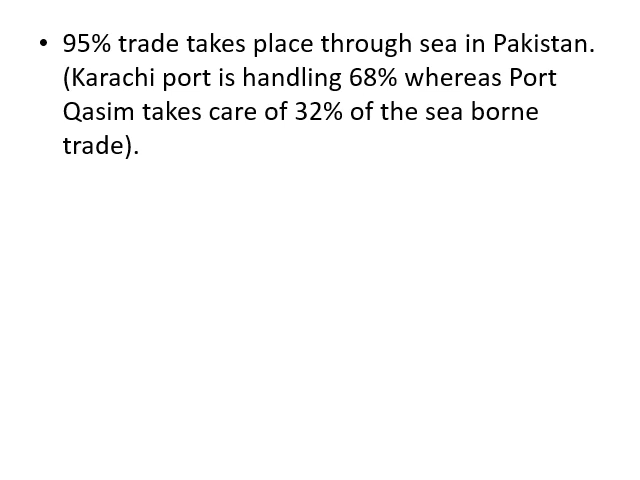 • 95% trade takes place through sea in Pakistan.
(Karachi port is handling 68% whereas Port
Qasim takes care of 32% of the sea borne
trade).